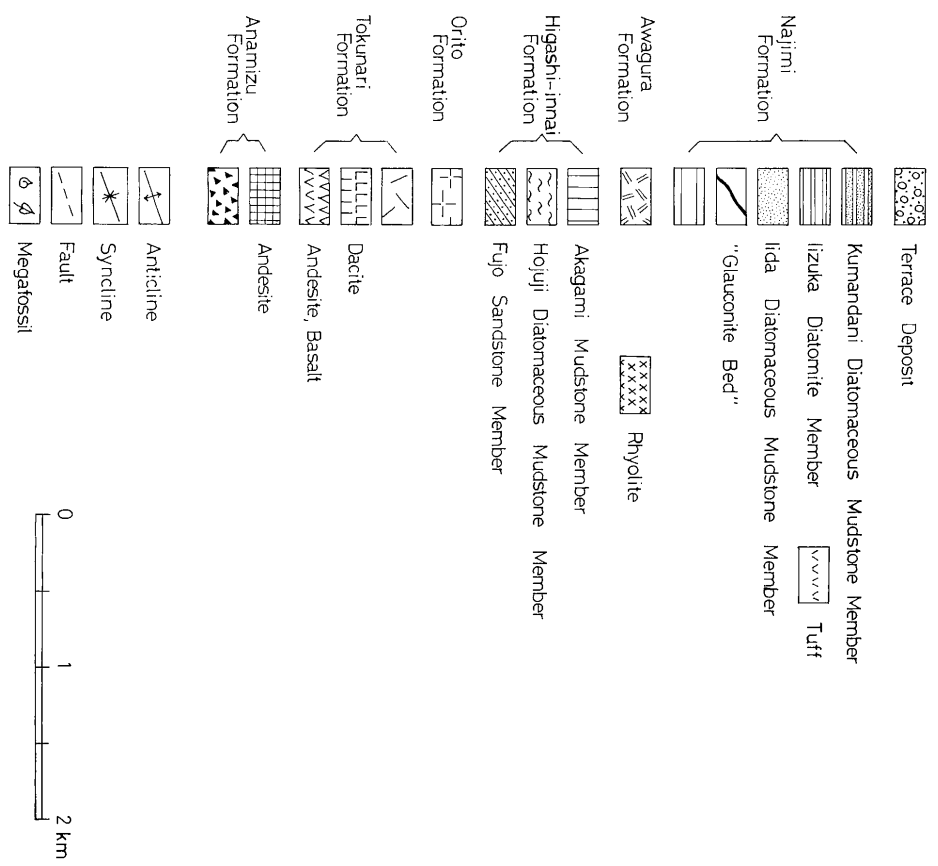 Terrace Deposit
Najimi
Formation
Kumandani Diatomaceous Mudstone Member
Iizuka Diatomite Member
Tuff
Iida Diatomaceous Mudstone Member
"Glauconite Bed"
Awagura
Formation
Rhyolite
Higashi-innai
Formation
Akagami Mudstone Member
Hojuji Diatomaceous Mudstone Member
Fujo Sandstone Member
Orito
Formation
Tokunari
Formation
Dacite
Andesite, Basalt
Anamizu
Formation
Andesite
Anticline
Syncline
Fault
Megafossil
0 1 2 km